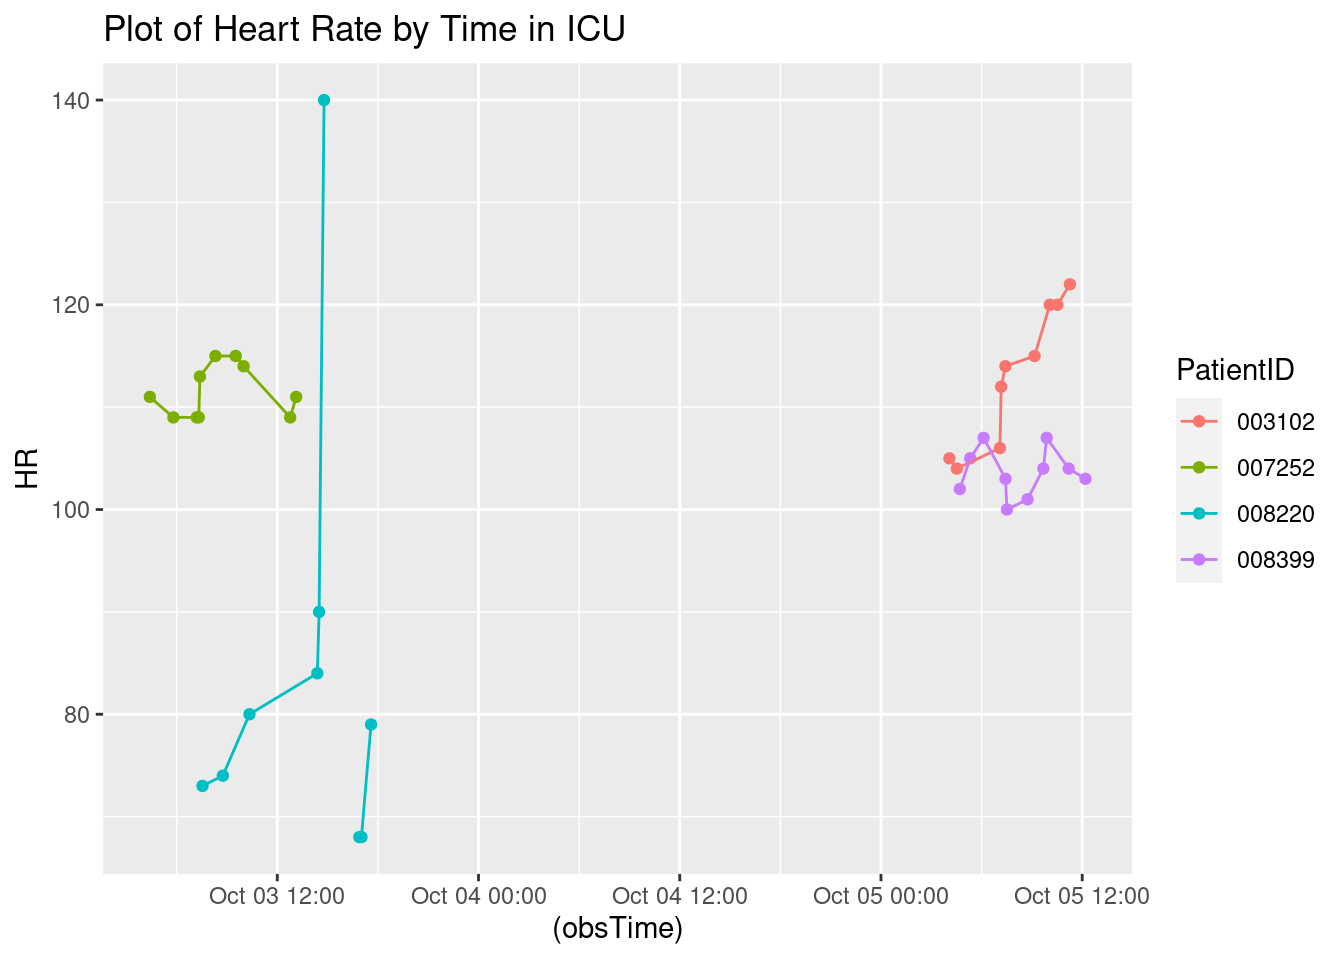 Plot of Heart Rate by Time in ICU
140
120
100
80
HR
Oct 03 12:00
Oct 04 00:00
Oct 04 12:00
Oct 05 00:00
Oct 05 12:00
(obsTime)
PatientID
003102
007252
008220
008399